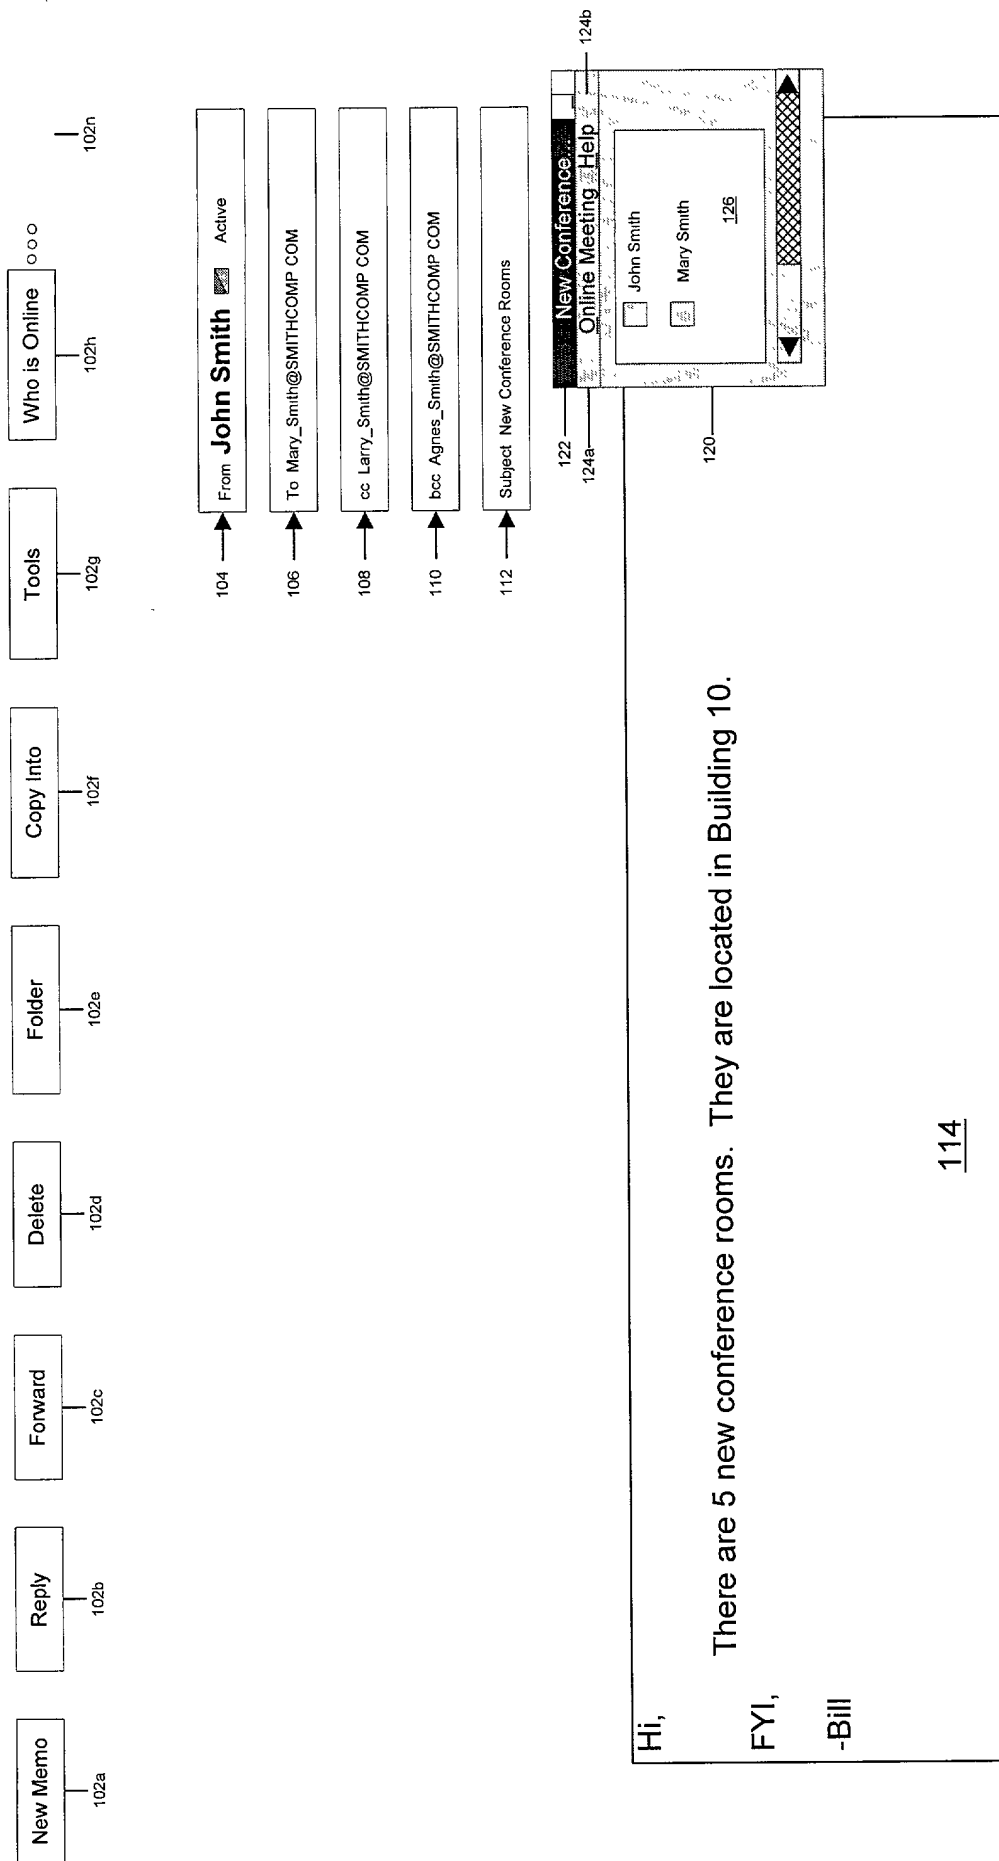 New Memo Reply Forward Delete Folder Copy Into Tools Who is Online ooo
102a 102b 102c 102d 102e 102f 102g 102h 102n
104 From John Smith Active
106 To Mary_Smith@SMITHCOMP COM
108 cc Larry_Smith@SMITHCOMP COM
110 bcc Agnes_Smith@SMITHCOMP COM
112 Subject New Conference Rooms
122 New Conference...
124a Online Meeting Help 124b
John Smith
Mary Smith
126
120
Hi,
There are 5 new conference rooms. They are located in Building 10.
FYI,
-Bill
114